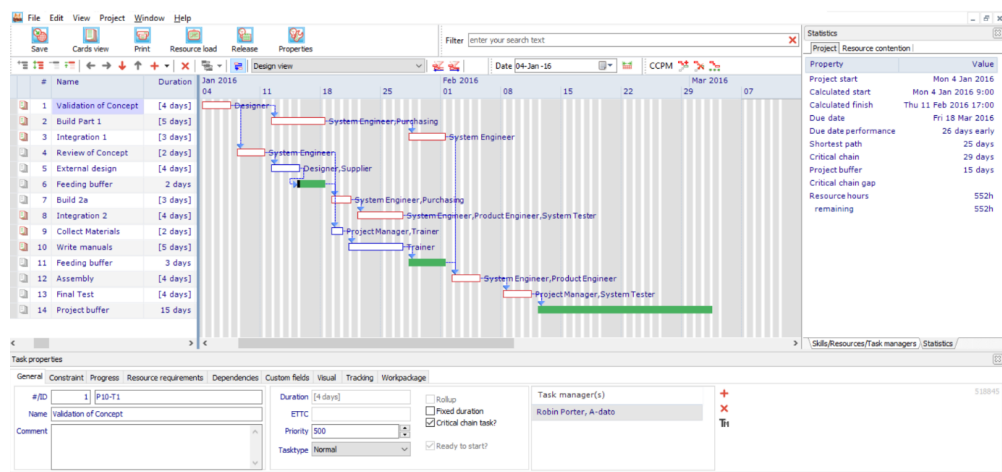 File Edit View Project Window Help
Save Cards view Print Resource load Release Properties
Filter enter your search text
Design view
Date 04-Jan-16
CCPM
# Name Duration
Jan 2016 Feb 2016 Mar 2016
04 11 18 25 01 08 15 22 29 07
1 Validation of Concept [4 days] Designer
2 Build Part 1 [5 days] System Engineer,Purchasing
3 Integration 1 [3 days] System Engineer
4 Review of Concept [2 days] System Engineer
5 External design [4 days] Designer,Supplier
6 Feeding buffer 2 days
7 Build 2a [3 days] System Engineer,Purchasing
8 Integration 2 [4 days] System Engineer,Product Engineer,System Tester
9 Collect Materials [2 days] Project Manager,Trainer
10 Write manuals [5 days] Trainer
11 Feeding buffer 3 days
12 Assembly [4 days] System Engineer,Product Engineer
13 Final Test [4 days] Project Manager,System Tester
14 Project buffer 15 days
Statistics
Project Resource contention
Property Value
Project start Mon 4 Jan 2016
Calculated start Mon 4 Jan 2016 9:00
Calculated finish Thu 11 Feb 2016 17:00
Due date Fri 18 Mar 2016
Due date performance 26 days early
Shortest path 25 days
Critical chain 29 days
Project buffer 15 days
Critical chain gap
Resource hours 552h
remaining 552h
Skills/Resources/Task managers Statistics
Task properties
General Constraint Progress Resource requirements Dependencies Custom fields Visual Tracking Workpackage
#/ID 1 P10-T1
Name Validation of Concept
Comment
Duration [4 days]
ETTC
Priority 500
Tasktype Normal
Rollup
Fixed duration
Critical chain task?
Ready to start?
Task manager(s)
Robin Porter, A-dato
518845